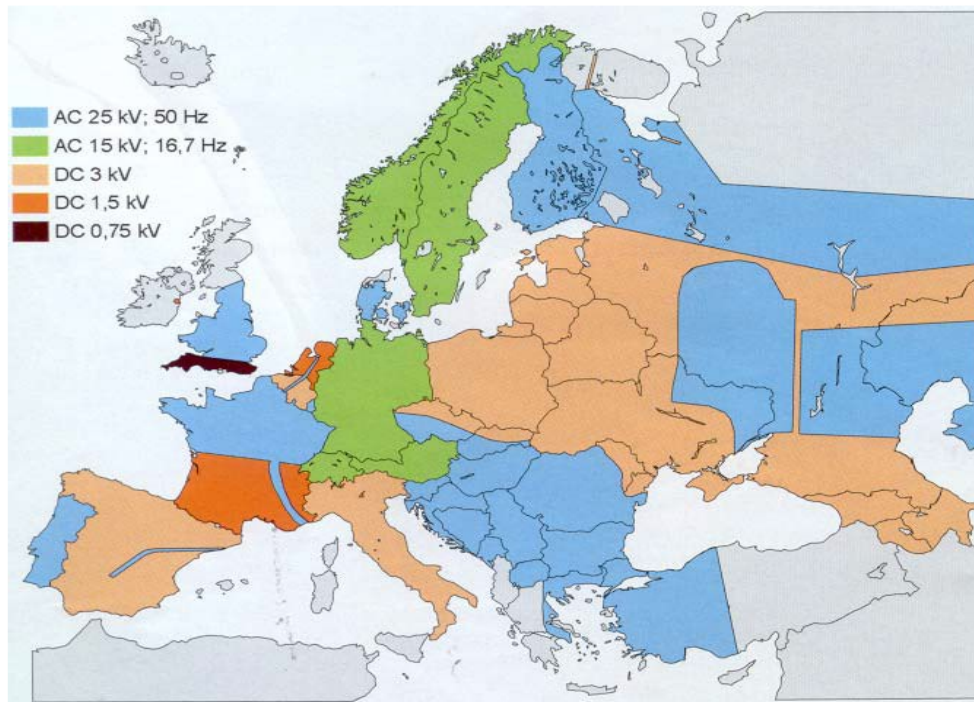 AC 25 kV; 50 Hz
AC 15 kV; 16,7 Hz
DC 3 kV
DC 1,5 kV
DC 0,75 kV